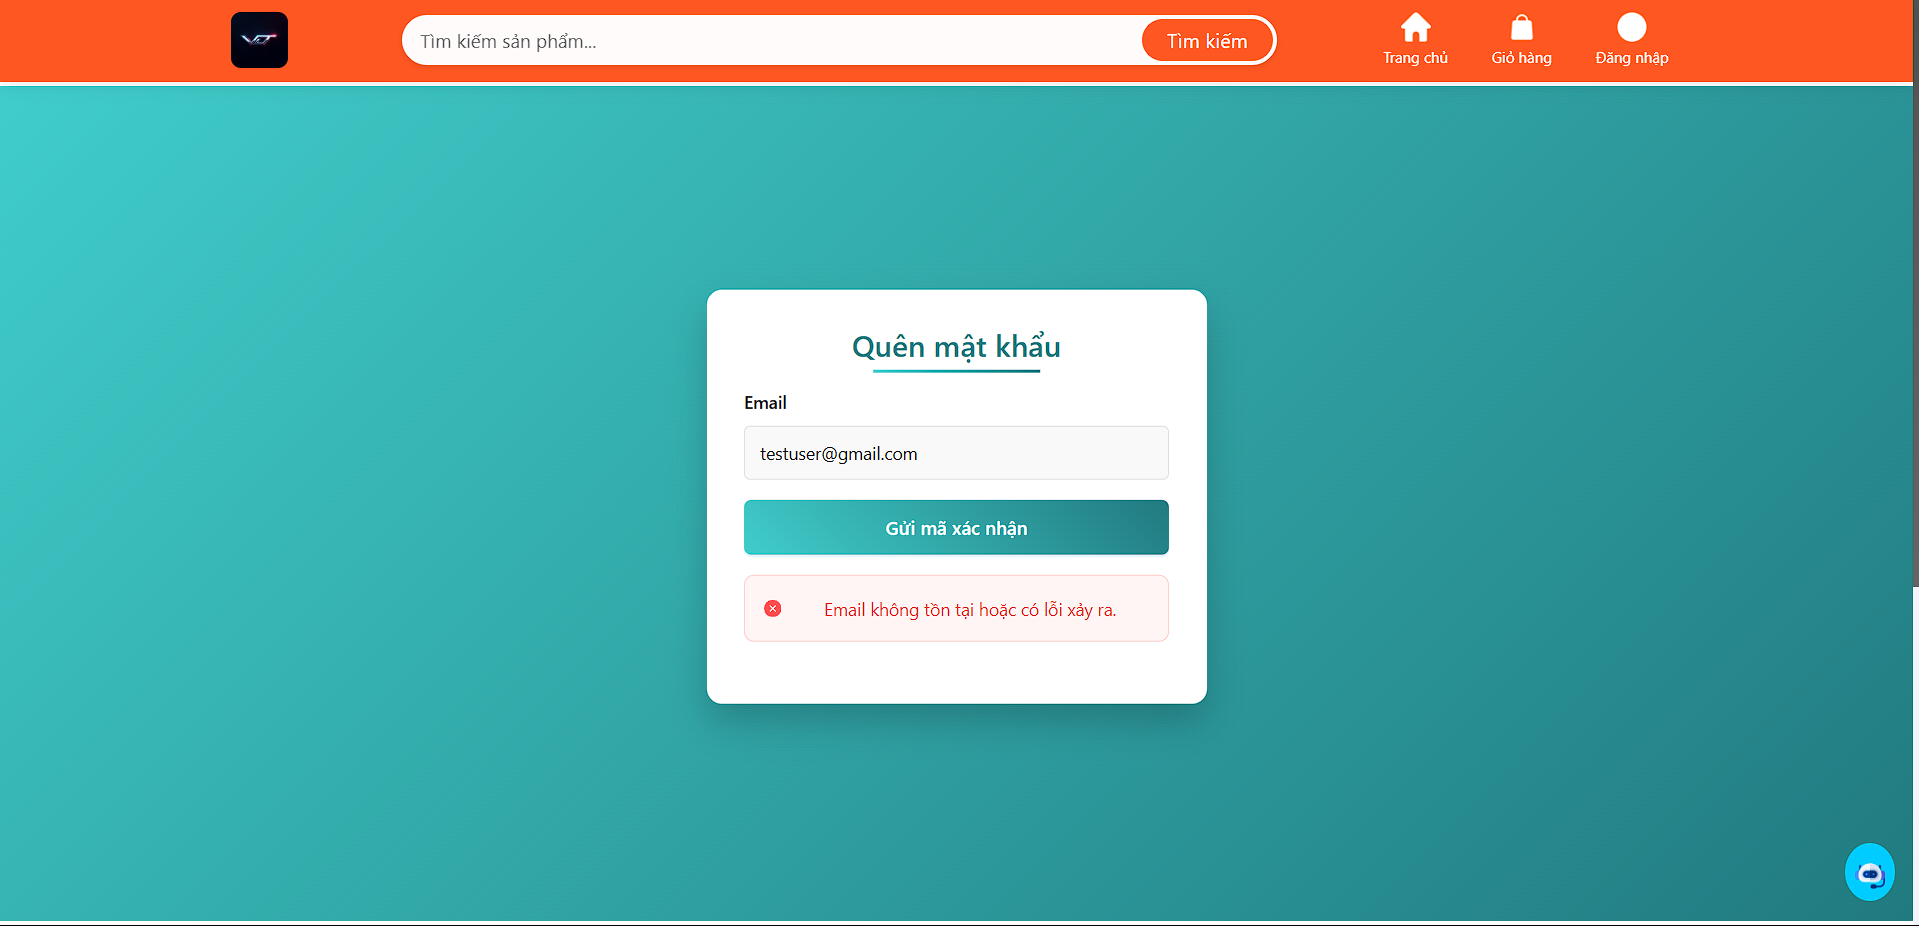 Tìm kiếm sản phẩm...
Tìm kiếm
Trang chủ
Giỏ hàng
Đăng nhập
Quên mật khẩu
Email
testuser@gmail.com
Gửi mã xác nhận
Email không tồn tại hoặc có lỗi xảy ra.